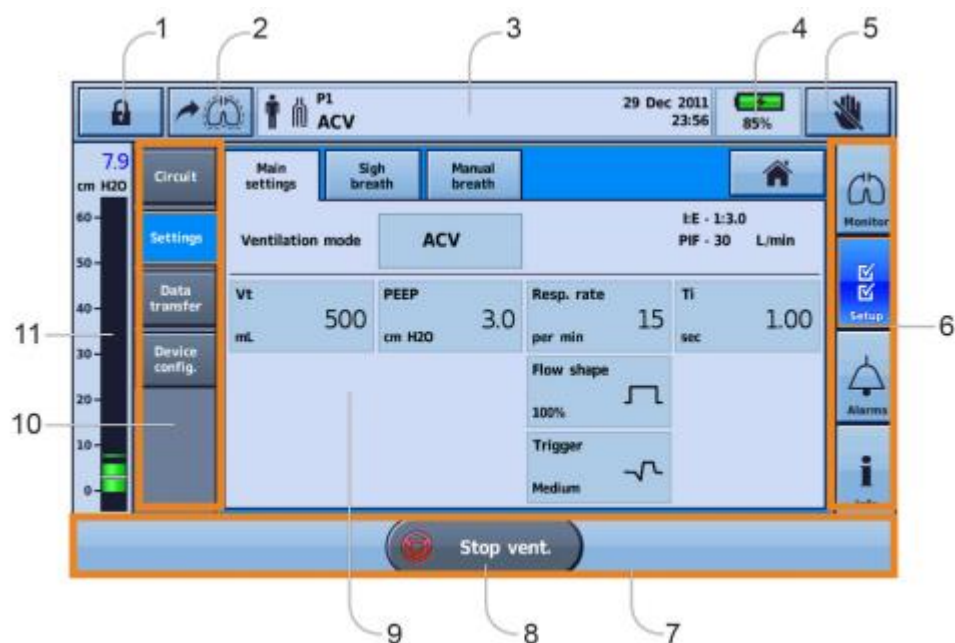 1
2
3
4
5
P1
ACV
29 Dec 2011
23:56
85%
7.9
cm H2O
60
50
40
30
20
10
0
Circuit
Settings
Data
transfer
Device
config.
Main
settings
Sigh
breath
Manual
breath
Ventilation mode
ACV
I:E - 1:3.0
PIF - 30 L/min
Vt
500
mL
PEEP
3.0
cm H2O
Resp. rate
15
per min
Ti
1.00
sec
Flow shape
100%
Trigger
Medium
Monitor
Setup
Alarms
6
11
10
Stop vent.
9
8
7